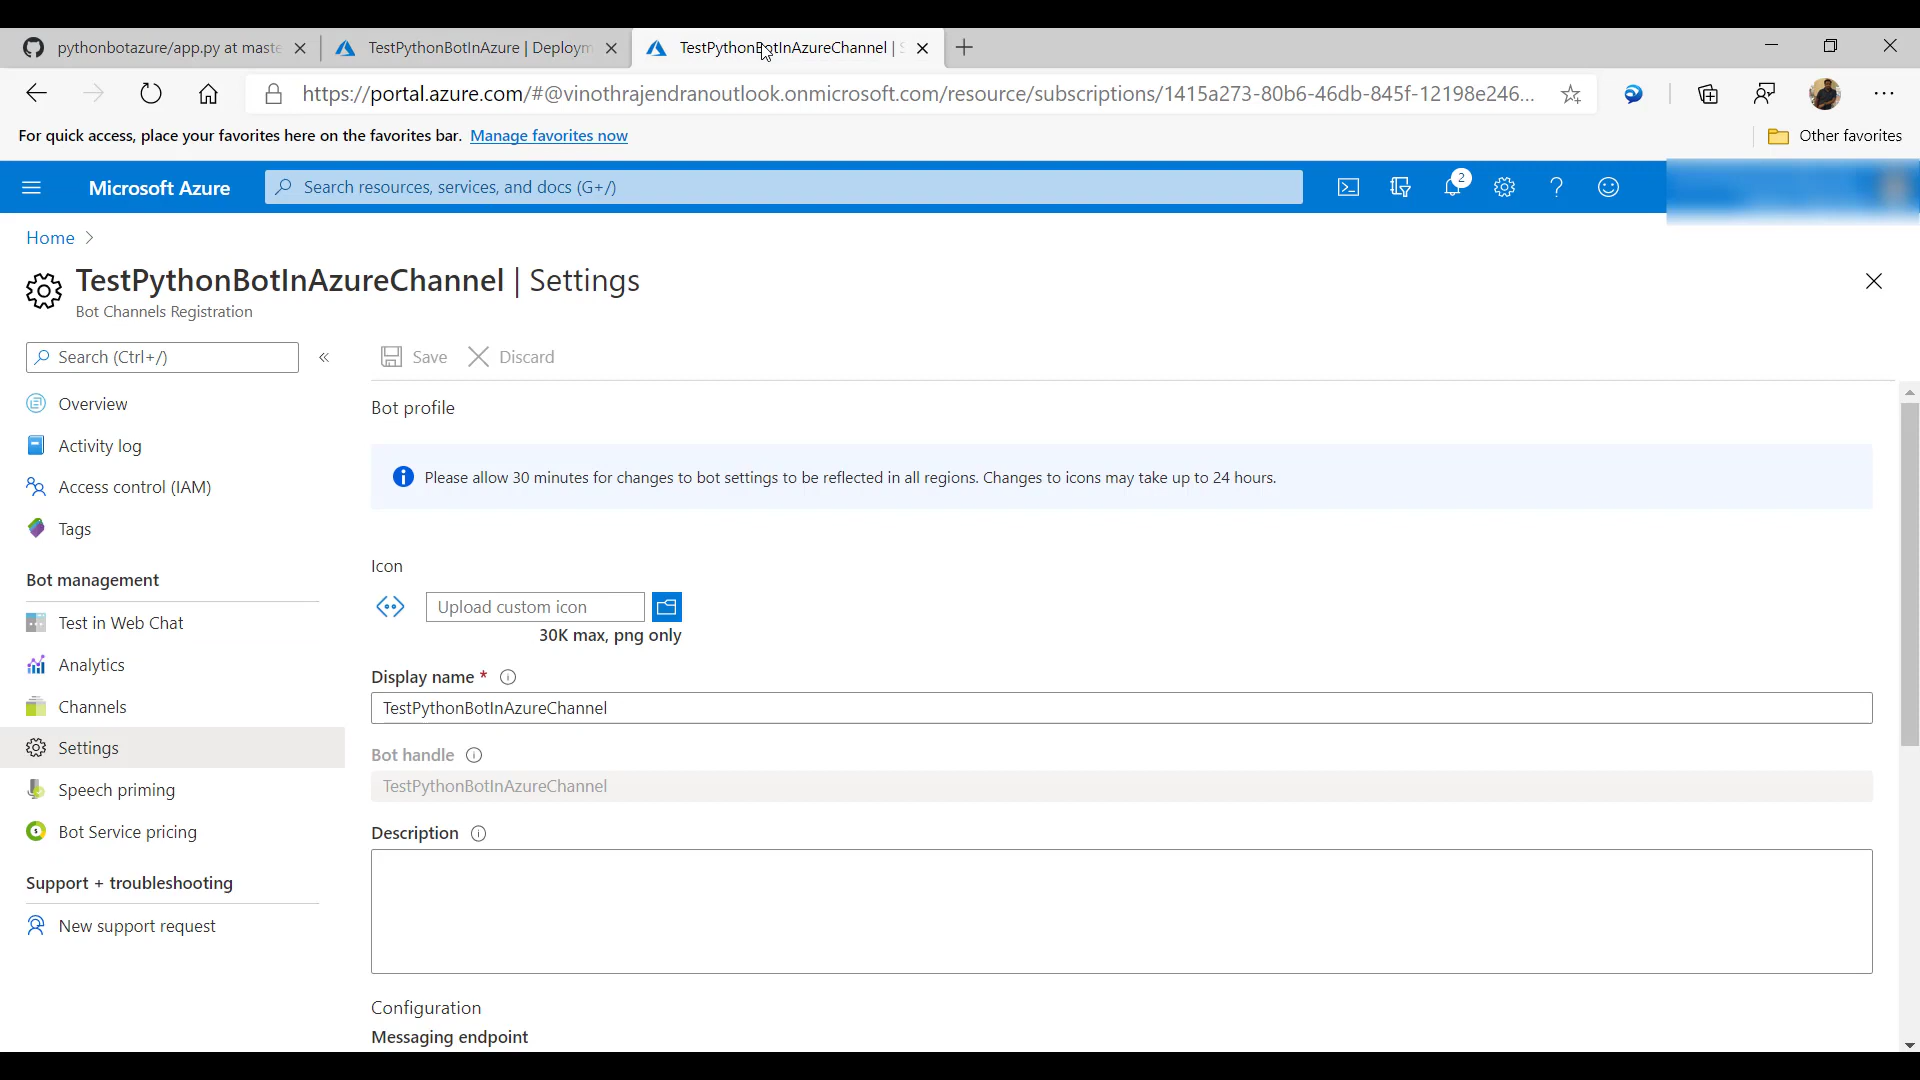 pythonbotazure/app.py at maste
TestPythonBotInAzure | Deploym
TestPythonBotInAzureChannel | S
https://portal.azure.com/#@vinothrajendranoutlook.onmicrosoft.com/resource/subscriptions/1415a273-80b6-46db-845f-12198e246...
For quick access, place your favorites here on the favorites bar. Manage favorites now
Other favorites
Microsoft Azure
Search resources, services, and docs (G+/)
2
Home
TestPythonBotInAzureChannel | Settings
Bot Channels Registration
Search (Ctrl+/)
Save
Discard
Overview
Activity log
Access control (IAM)
Tags
Bot management
Test in Web Chat
Analytics
Channels
Settings
Speech priming
Bot Service pricing
Support + troubleshooting
New support request
Bot profile
Please allow 30 minutes for changes to bot settings to be reflected in all regions. Changes to icons may take up to 24 hours.
Icon
Upload custom icon
30K max, png only
Display name *
TestPythonBotInAzureChannel
Bot handle
TestPythonBotInAzureChannel
Description
Configuration
Messaging endpoint